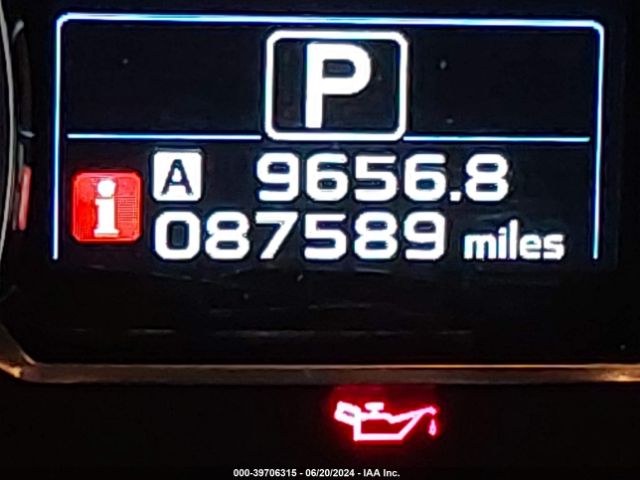 P
A 9656.8
i 087589 miles
000-39706315 - 06/20/2024 - IAA Inc.